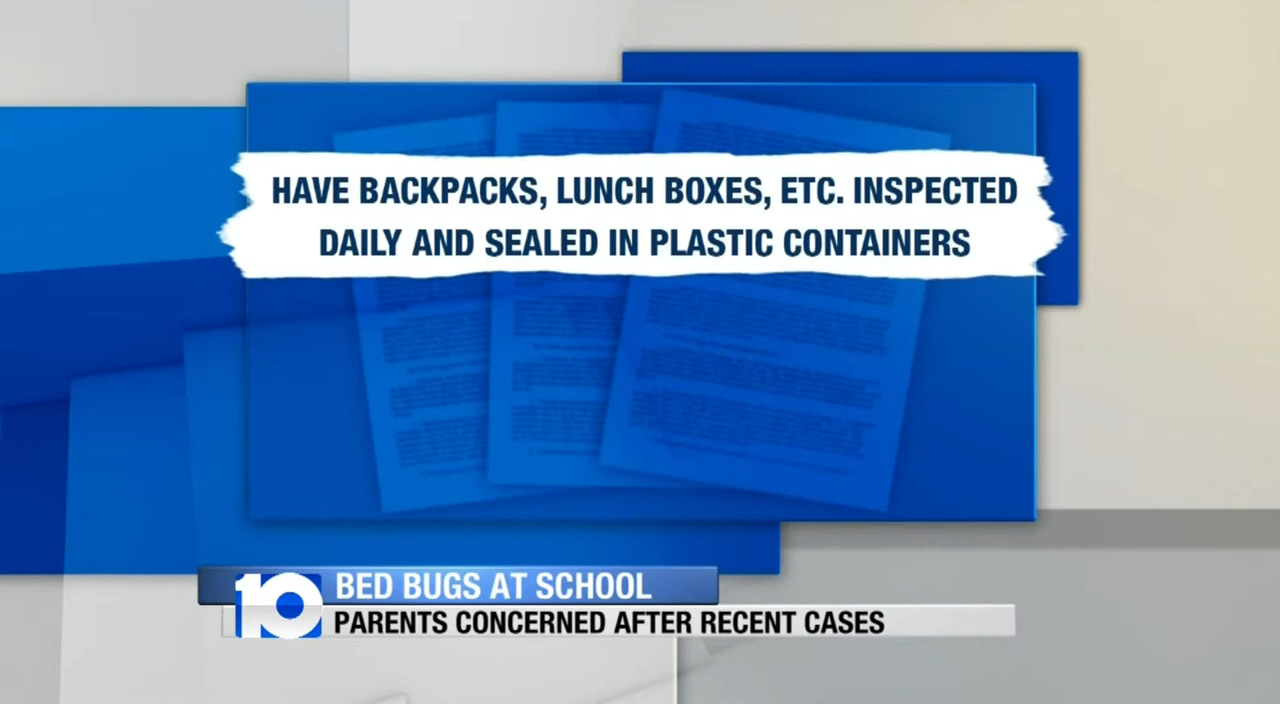 HAVE BACKPACKS, LUNCH BOXES, ETC. INSPECTED
DAILY AND SEALED IN PLASTIC CONTAINERS
10
BED BUGS AT SCHOOL
PARENTS CONCERNED AFTER RECENT CASES